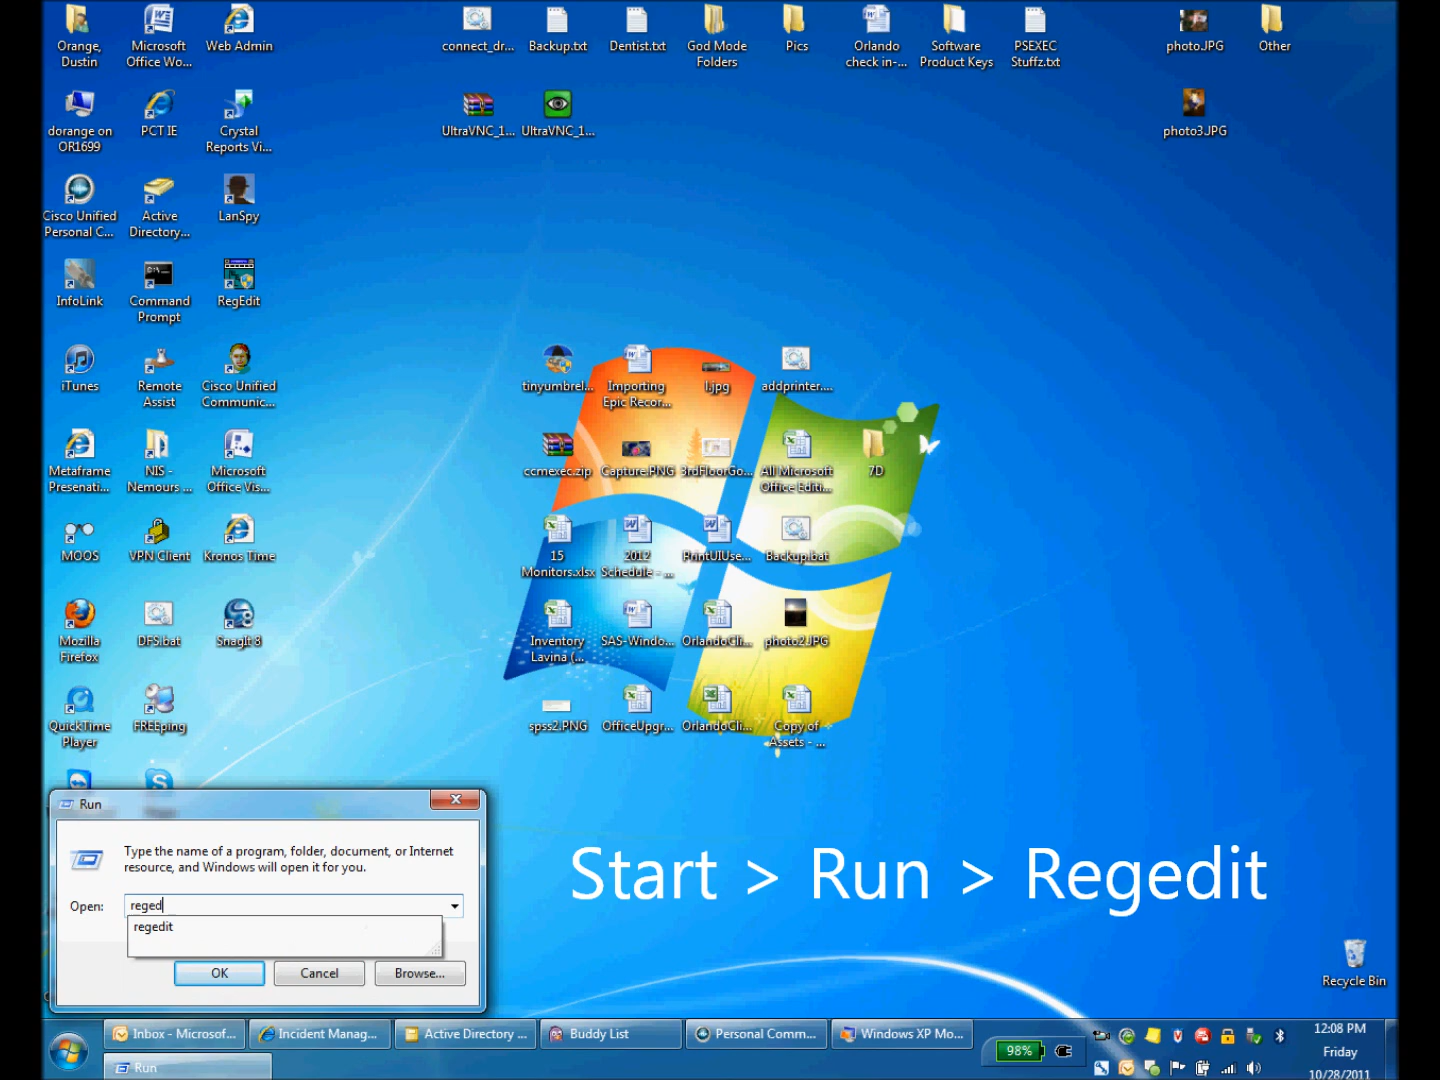 Orange,
Dustin
Microsoft
Office Wo...
Web Admin
connect_dr...
Backup.txt
Dentist.txt
God Mode
Folders
Pics
Orlando
check in-...
Software
Product Keys
PSEXEC
Stuffz.txt
photo.JPG
Other
dorange on
OR1699
PCT IE
Crystal
Reports Vi...
UltraVNC_1...
UltraVNC_1...
photo3.JPG
Cisco Unified
Personal C...
Active
Directory...
LanSpy
InfoLink
Command
Prompt
RegEdit
iTunes
Remote
Assist
Cisco Unified
Communic...
tinyumbrel...
Importing
Epic Recor...
l.jpg
addprinter....
Metaframe
Presenati...
NIS -
Nemours ...
Microsoft
Office Vis...
ccmexec.zip
Capture.PNG
3rdFloorGo...
All Microsoft
Office Editi...
7D
MOOS
VPN Client
Kronos Time
15
Monitors.xlsx
2012
Schedule - ...
PrintUIUse...
Backup.bat
Mozilla
Firefox
DFS.bat
SnagIt 8
Inventory
Lavina (...
SAS-Windo...
OrlandoCli...
photo2.JPG
QuickTime
Player
FREEping
spss2.PNG
OfficeUpgr...
OrlandoCli...
Copy of
Assets - ...
Run
Type the name of a program, folder, document, or Internet
resource, and Windows will open it for you.
Open:
reged
regedit
OK
Cancel
Browse...
Start > Run > Regedit
Recycle Bin
Inbox - Microsof...
Incident Manag...
Active Directory ...
Buddy List
Personal Comm...
Windows XP Mo...
Run
98%
12:08 PM
Friday
10/28/2011